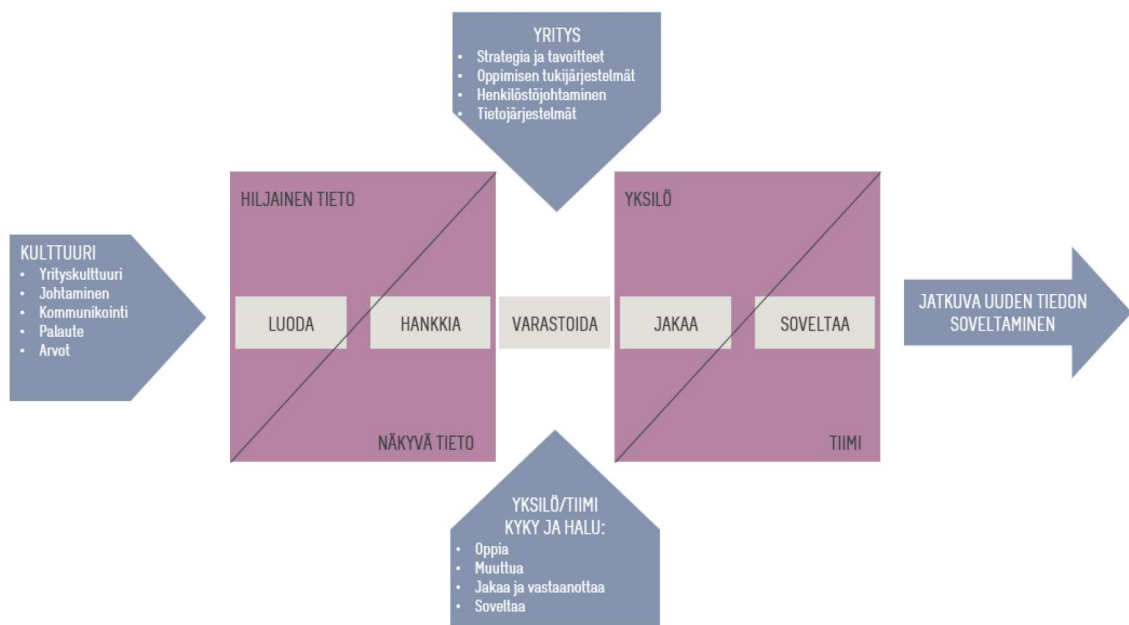 YRITYS
• Strategia ja tavoitteet
• Oppimisen tukijärjestelmät
• Henkilöstöjohtaminen
• Tietojärjestelmät
KULTTUURI
• Yrityskulttuuri
• Johtaminen
• Kommunikointi
• Palaute
• Arvot
HILJAINEN TIETO
LUODA
HANKKIA
NÄKYVÄ TIETO
VARASTOIDA
YKSILÖ
JAKAA
SOVELTAA
TIIMI
JATKUVA UUDEN TIEDON
SOVELTAMINEN
YKSILÖ/TIIMI
KYKY JA HALU:
• Oppia
• Muuttua
• Jakaa ja vastaanottaa
• Soveltaa